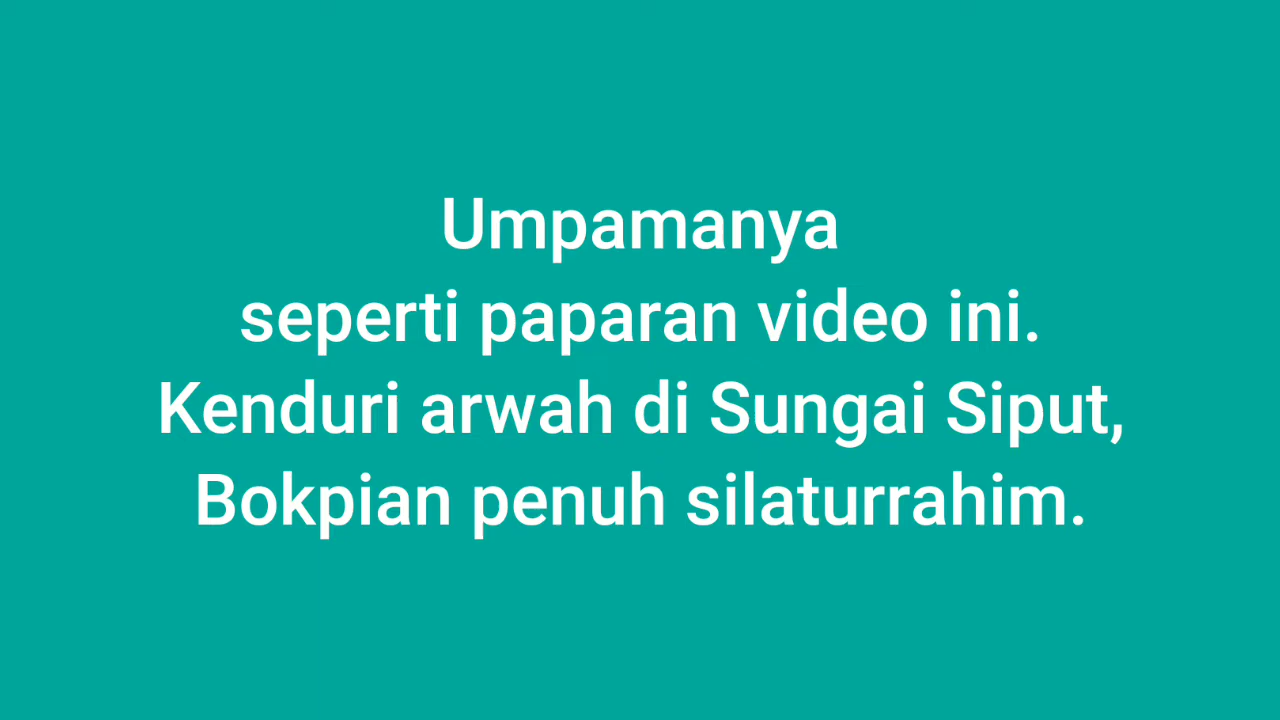 Umpamanya
seperti paparan video ini.
Kenduri arwah di Sungai Siput,
Bokpian penuh silaturrahim.